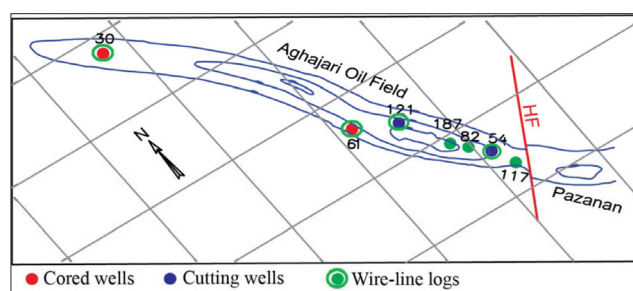 30
Aghajari Oil Field
121
187
82
54
61
117
HF
N
Pazanan
Cored wells
Cutting wells
Wire-line logs